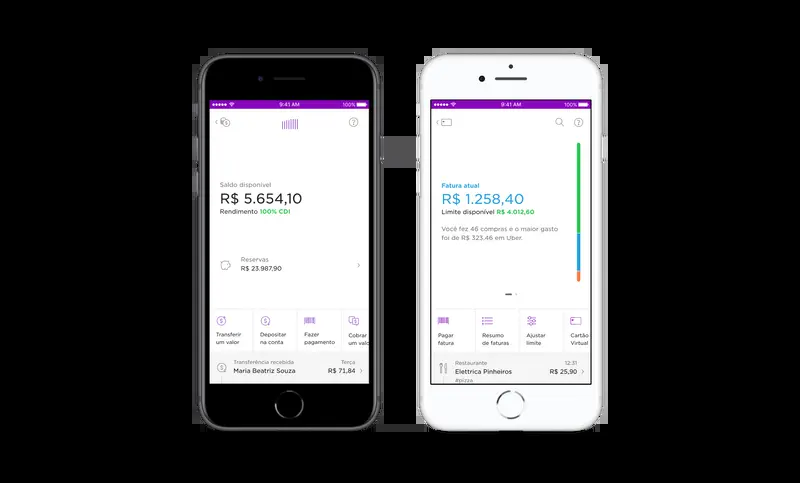 9:41 AM
100%
Saldo disponível
R$ 5.654,10
Rendimento 100% CDI
Reservas
R$ 23.987,90
Transferir
um valor
Depositar
na conta
Fazer
pagamento
Cobrar
um valor
Transferência recebida
Terça
Maria Beatriz Souza
R$ 71,84
9:41 AM
100%
Fatura atual
R$ 1.258,40
Limite disponível R$ 4.012,60
Você fez 46 compras e o maior gasto
foi de R$ 323,46 em Uber.
Pagar
fatura
Resumo
de faturas
Ajustar
limite
Cartão
Virtual
Restaurante
12:31
Elettrica Pinheiros
R$ 25,90
#pizza